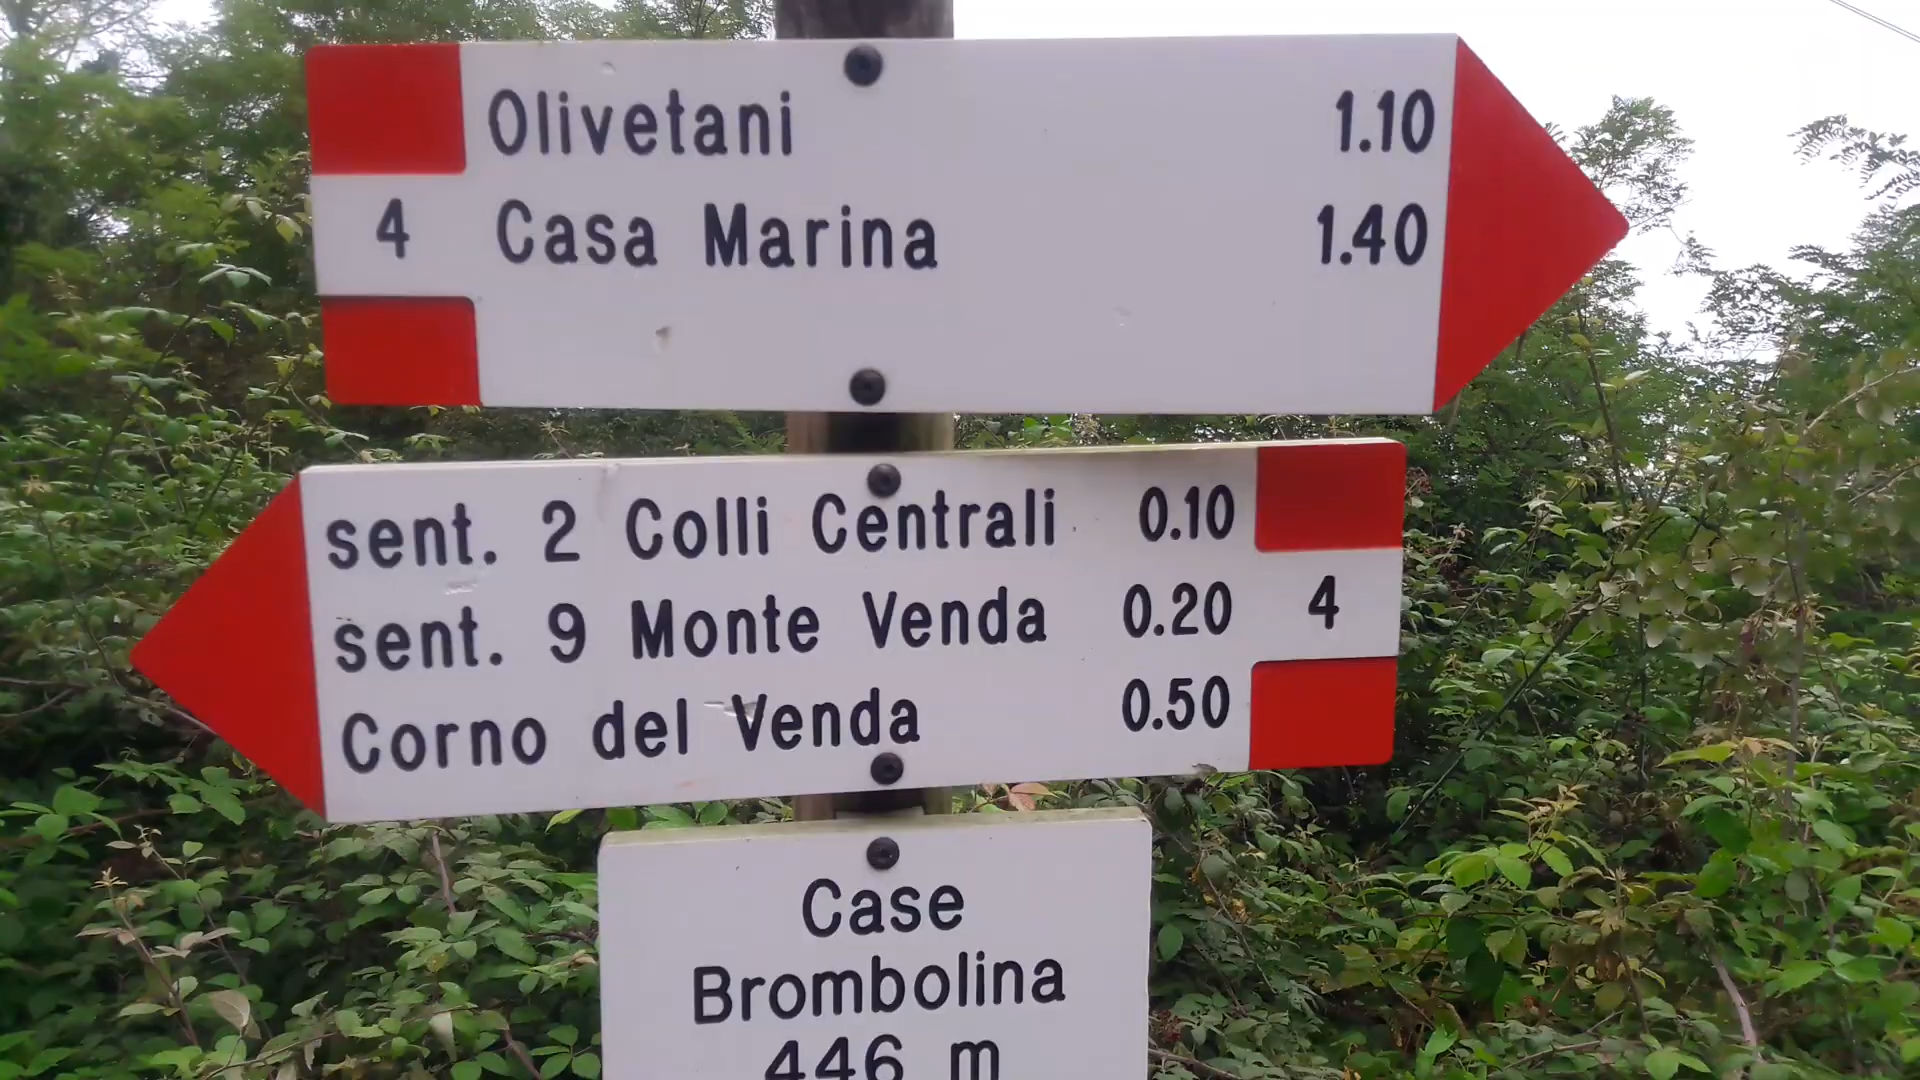 Olivetani 1.10
4 Casa Marina 1.40
sent. 2 Colli Centrali 0.10
sent. 9 Monte Venda 0.20 4
Corno del Venda 0.50
Case
Brombolina
446 m